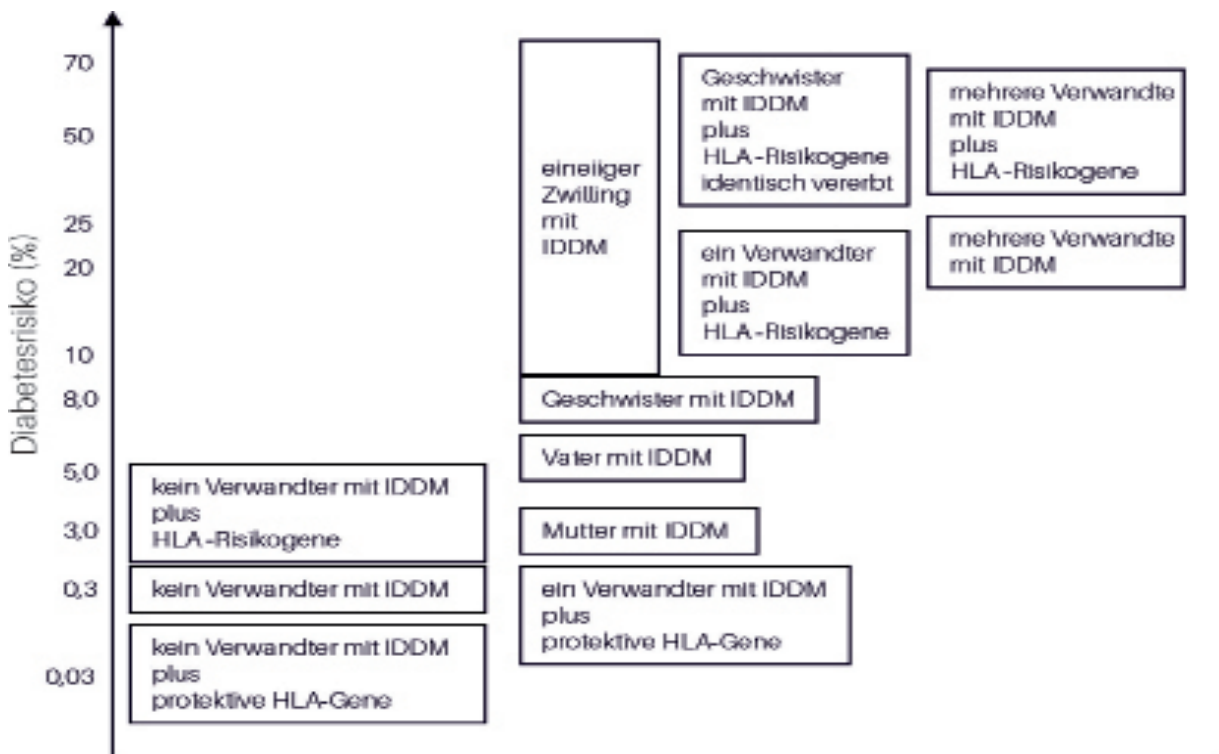 Diabetesrisiko (%)
70
50
25
20
10
8,0
5,0
3,0
0,3
0,03
eineiiger
Zwilling
mit
IDDM
Geschwister
mit IDDM
plus
HLA-Risikogene
identisch vererbt
mehrere Verwandte
mit IDDM
plus
HLA-Risikogene
ein Verwandter
mit IDDM
plus
HLA-Risikogene
mehrere Verwandte
mit IDDM
Geschwister mit IDDM
Vater mit IDDM
kein Verwandter mit IDDM
plus
HLA-Risikogene
Mutter mit IDDM
kein Verwandter mit IDDM
ein Verwandter mit IDDM
plus
protektive HLA-Gene
kein Verwandter mit IDDM
plus
protektive HLA-Gene